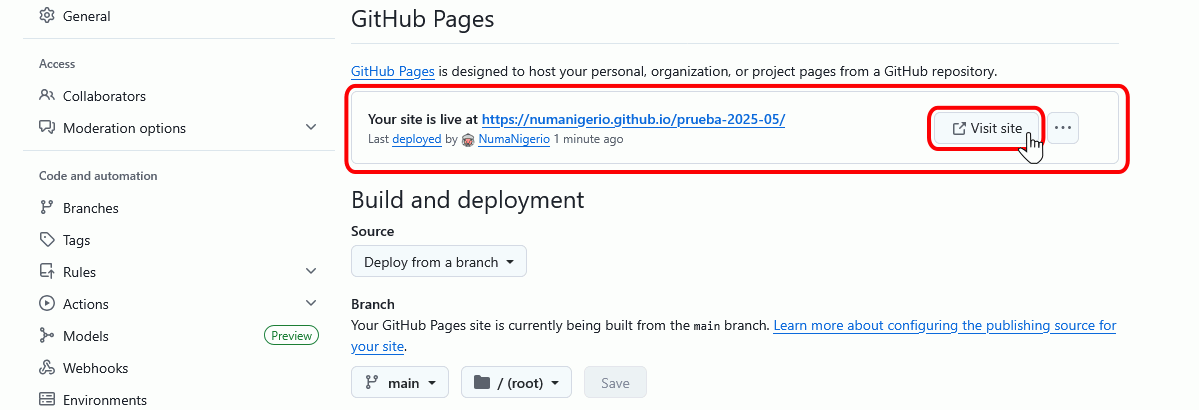 General
Access
Collaborators
Moderation options
Code and automation
Branches
Tags
Rules
Actions
Models Preview
Webhooks
Environments
GitHub Pages
GitHub Pages is designed to host your personal, organization, or project pages from a GitHub repository.
Your site is live at https://numanigerio.github.io/prueba-2025-05/
Last deployed by NumaNigerio 1 minute ago
Visit site
Build and deployment
Source
Deploy from a branch
Branch
Your GitHub Pages site is currently being built from the main branch. Learn more about configuring the publishing source for
your site.
main / (root) Save